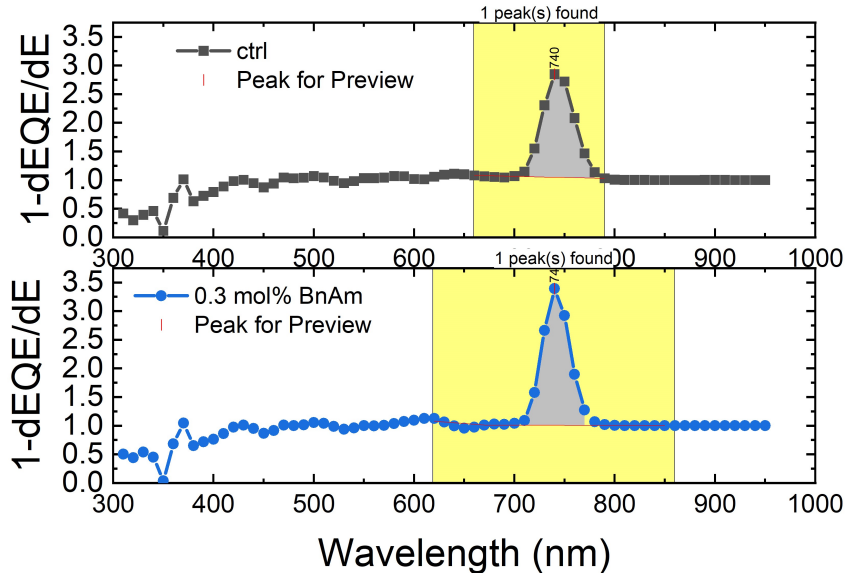 1 peak(s) found
1-dEQE/dE
3.5
3.0
2.5
2.0
1.5
1.0
0.5
0.0
ctrl
Peak for Preview
740
300 400 500 600 700 800 900 1000
1 peak(s) found
1-dEQE/dE
3.5
3.0
2.5
2.0
1.5
1.0
0.5
0.0
0.3 mol% BnAm
Peak for Preview
74
300 400 500 600 700 800 900 1000
Wavelength (nm)